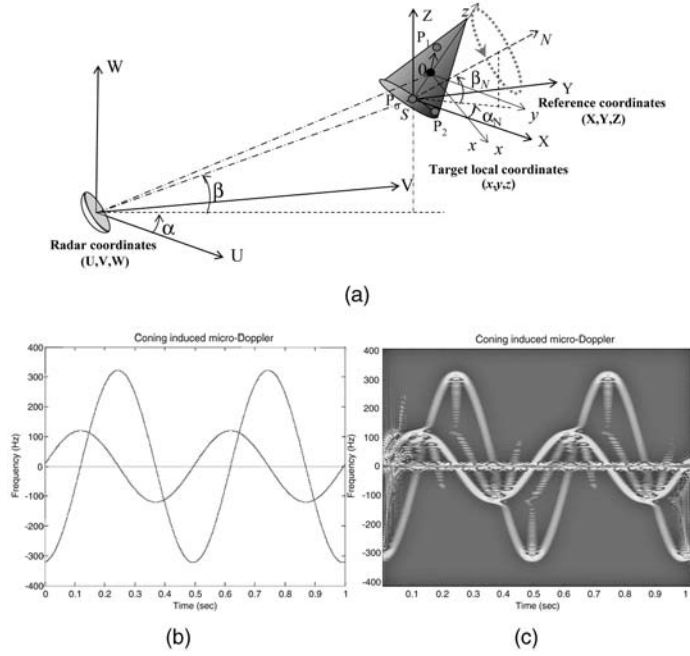 Z
z
N
P1
0
βN
Y
P0
S
αN
Reference coordinates
(X,Y,Z)
P2
y
X
x
x
Target local coordinates
(x,y,z)
W
β
V
α
U
Radar coordinates
(U,V,W)
(a)
Coning induced micro-Doppler
400
300
200
100
0
-100
-200
-300
-400
Frequency (Hz)
0 0.1 0.2 0.3 0.4 0.5 0.6 0.7 0.8 0.9 1
Time (sec)
(b)
Coning induced micro-Doppler
400
300
200
100
0
-100
-200
-300
-400
Frequency (Hz)
0 0.1 0.2 0.3 0.4 0.5 0.6 0.7 0.8 0.9 1
Time (sec)
(c)